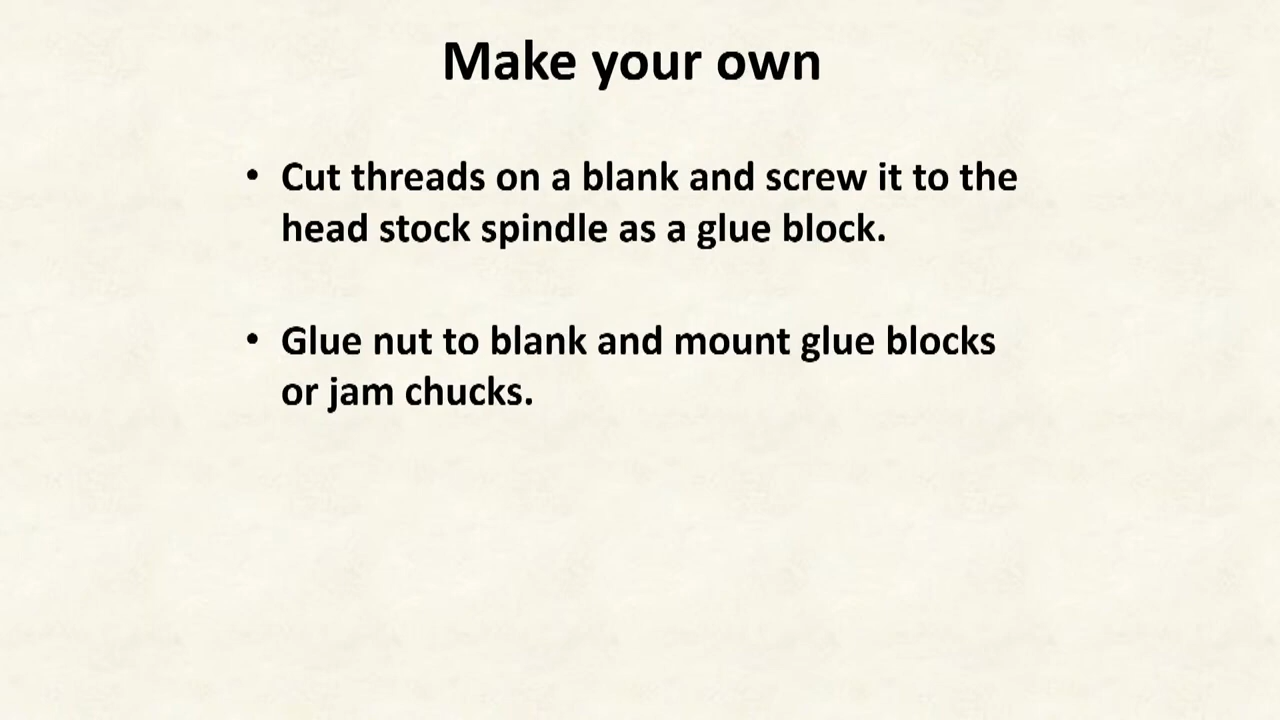 Make your own
• Cut threads on a blank and screw it to the
head stock spindle as a glue block.
• Glue nut to blank and mount glue blocks
or jam chucks.